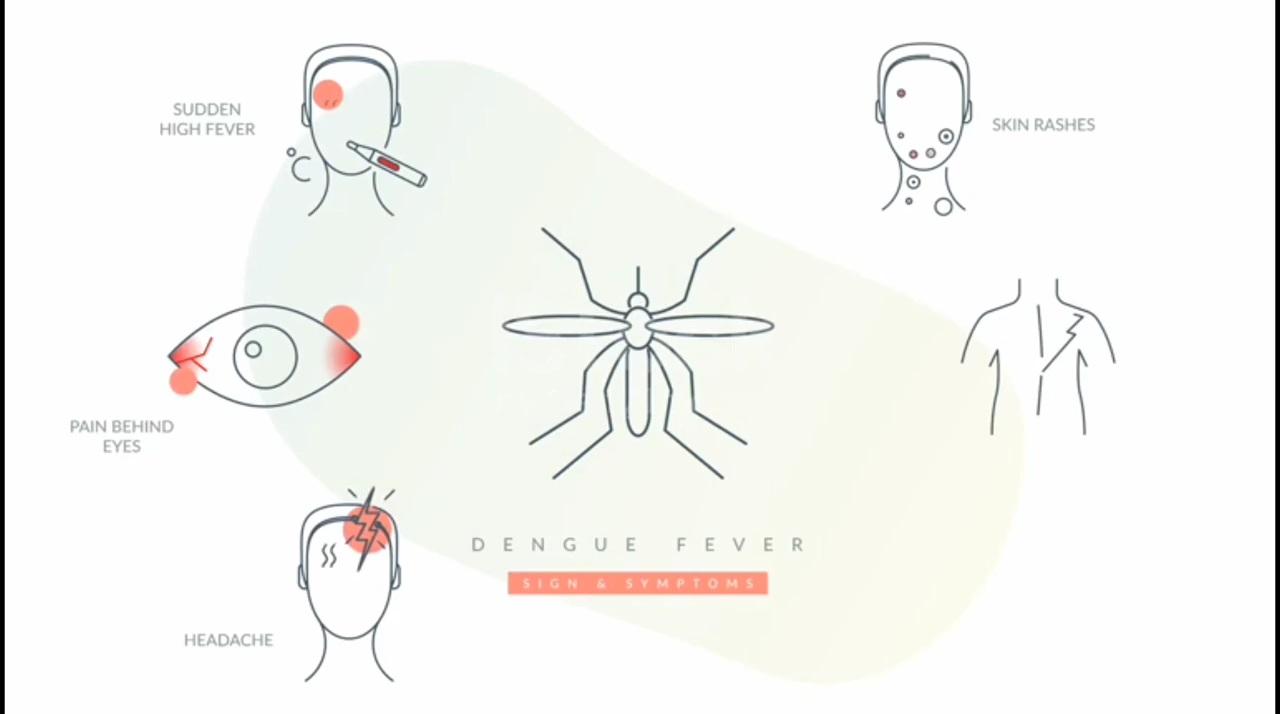 SUDDEN
HIGH FEVER
SKIN RASHES
PAIN BEHIND
EYES
DENGUE FEVER
SIGN & SYMPTOMS
HEADACHE